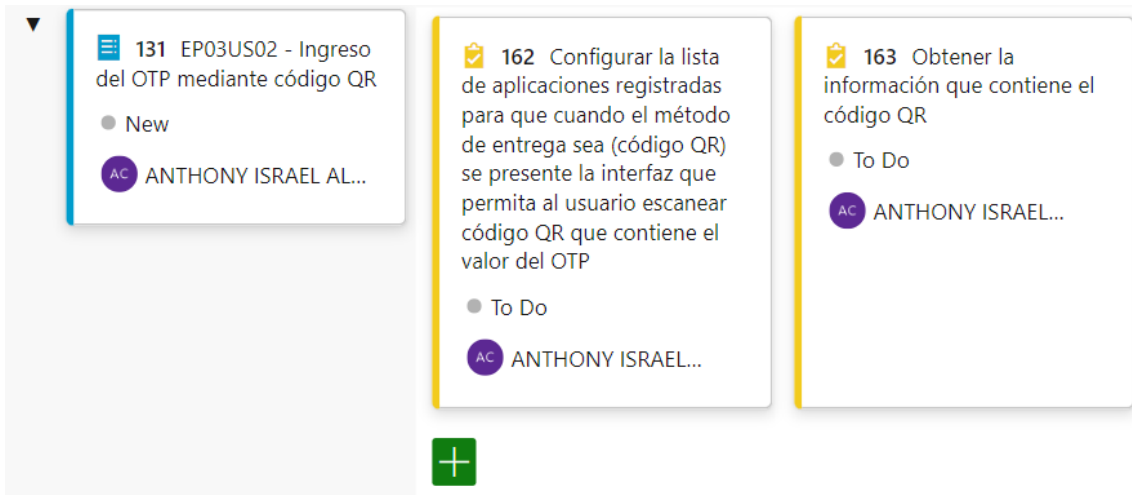 131 EP03US02 - Ingreso
del OTP mediante código QR
New
AC ANTHONY ISRAEL AL...
162 Configurar la lista
de aplicaciones registradas
para que cuando el método
de entrega sea (código QR)
se presente la interfaz que
permita al usuario escanear
código QR que contiene el
valor del OTP
To Do
AC ANTHONY ISRAEL...
163 Obtener la
información que contiene el
código QR
To Do
AC ANTHONY ISRAEL...